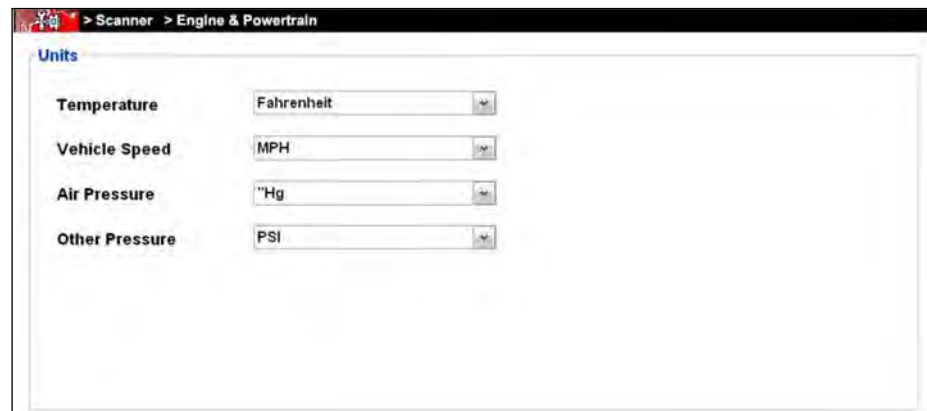 > Scanner > Engine & Powertrain
Units
Temperature Fahrenheit
Vehicle Speed MPH
Air Pressure "Hg
Other Pressure PSI